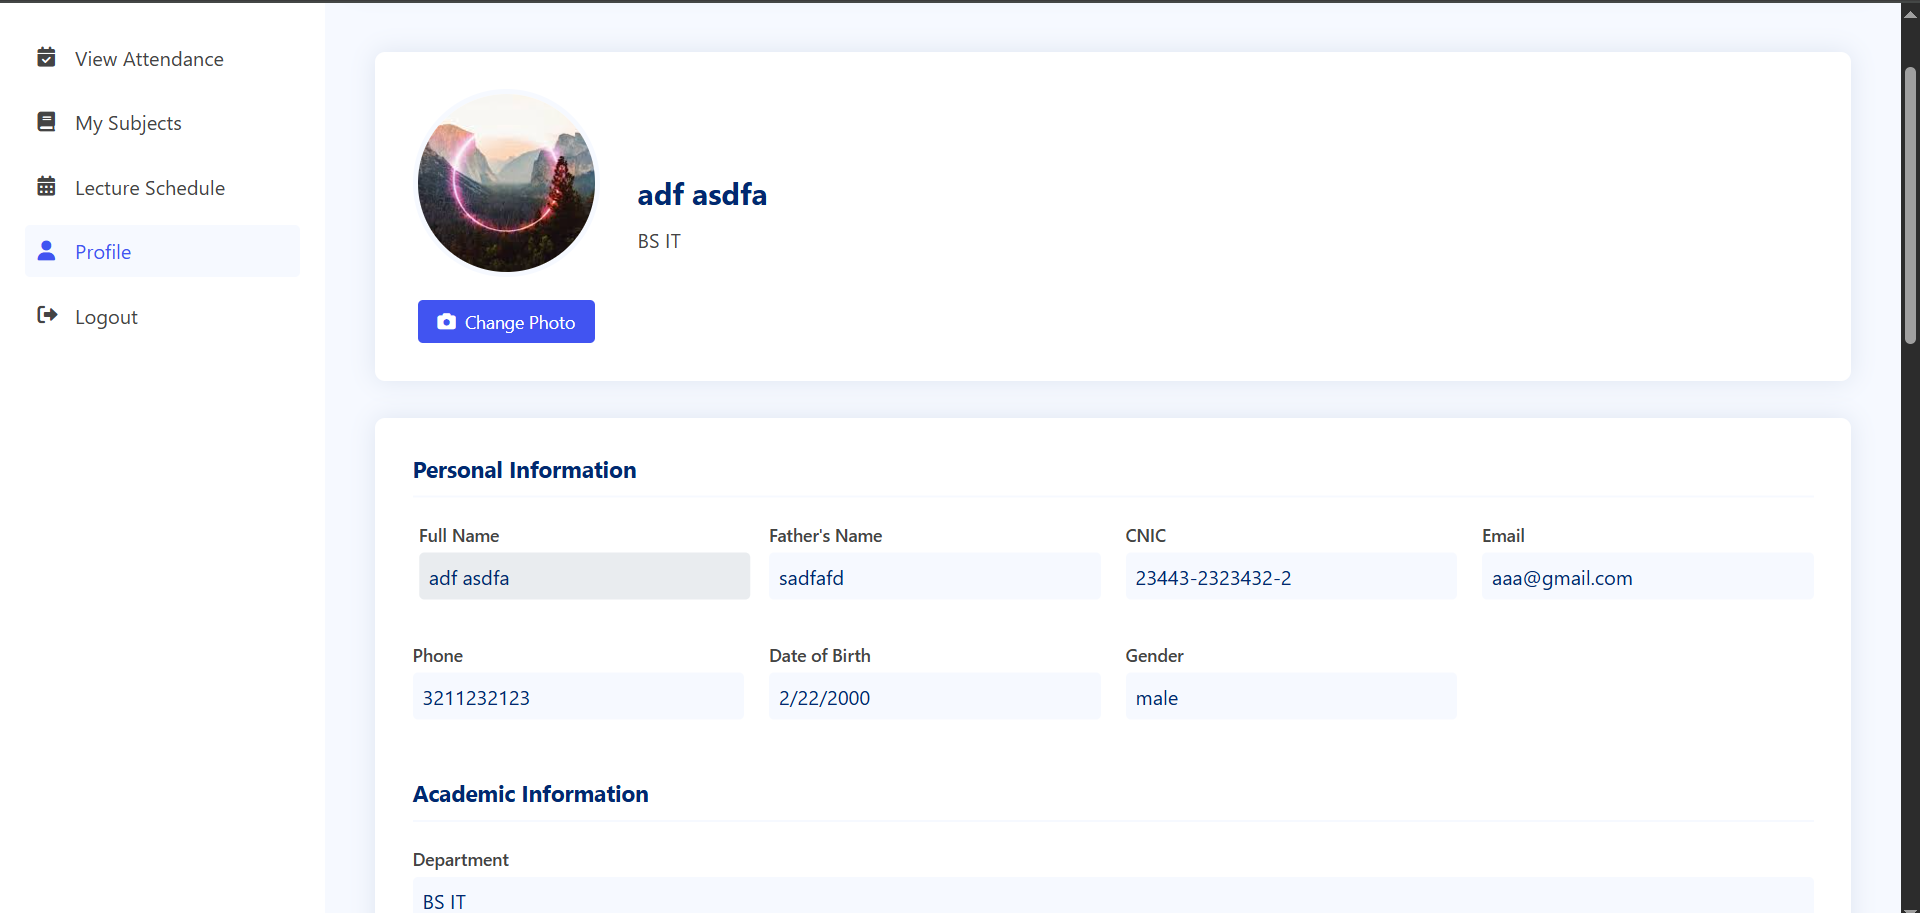 View Attendance
My Subjects
Lecture Schedule
Profile
Logout
adf asdfa
BS IT
Change Photo
Personal Information
Full Name
adf asdfa
Father's Name
sadfafd
CNIC
23443-2323432-2
Email
aaa@gmail.com
Phone
3211232123
Date of Birth
2/22/2000
Gender
male
Academic Information
Department
BS IT